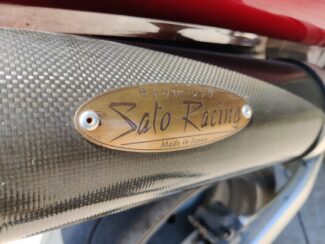 Sato Racing
Made in Japan